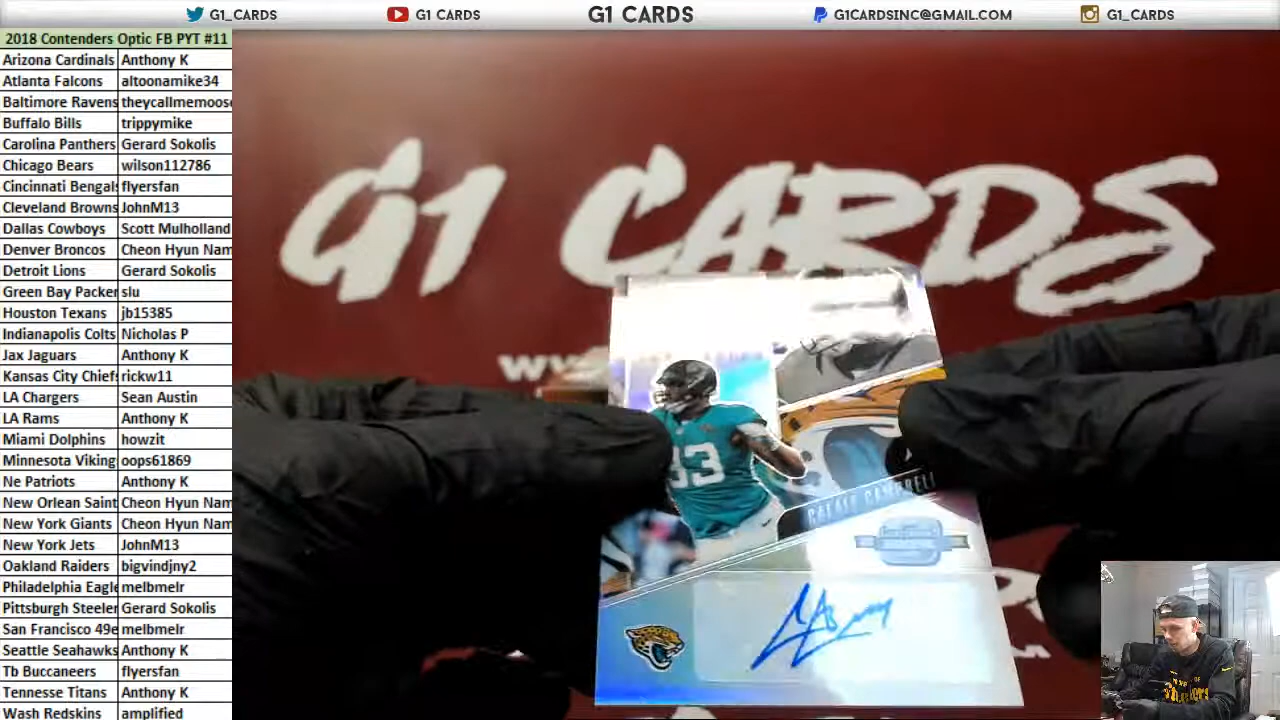 G1_CARDS
G1 CARDS
G1 CARDS
G1CARDSINC@GMAIL.COM
G1_CARDS
2018 Contenders Optic FB PYT #11
Arizona Cardinals Anthony K
Atlanta Falcons altoonamike34
Baltimore Ravens theycallmemoose
Buffalo Bills trippymike
Carolina Panthers Gerard Sokolis
Chicago Bears wilson112786
Cincinnati Bengals flyersfan
Cleveland Browns JohnM13
Dallas Cowboys Scott Mulholland
Denver Broncos Cheon Hyun Nam
Detroit Lions Gerard Sokolis
Green Bay Packer slu
Houston Texans jb15385
Indianapolis Colts Nicholas P
Jax Jaguars Anthony K
Kansas City Chiefs rickw11
LA Chargers Sean Austin
LA Rams Anthony K
Miami Dolphins howzit
Minnesota Viking oops61869
Ne Patriots Anthony K
New Orlean Saint Cheon Hyun Nam
New York Giants Cheon Hyun Nam
New York Jets JohnM13
Oakland Raiders bigvindjny2
Philadelphia Eagle melbmelr
Pittsburgh Steeler Gerard Sokolis
San Francisco 49e melbmelr
Seattle Seahawks Anthony K
Tb Buccaneers flyersfan
Tennesse Titans Anthony K
Wash Redskins amplified
G1 CARDS
93
CALAIS CAMPBELL